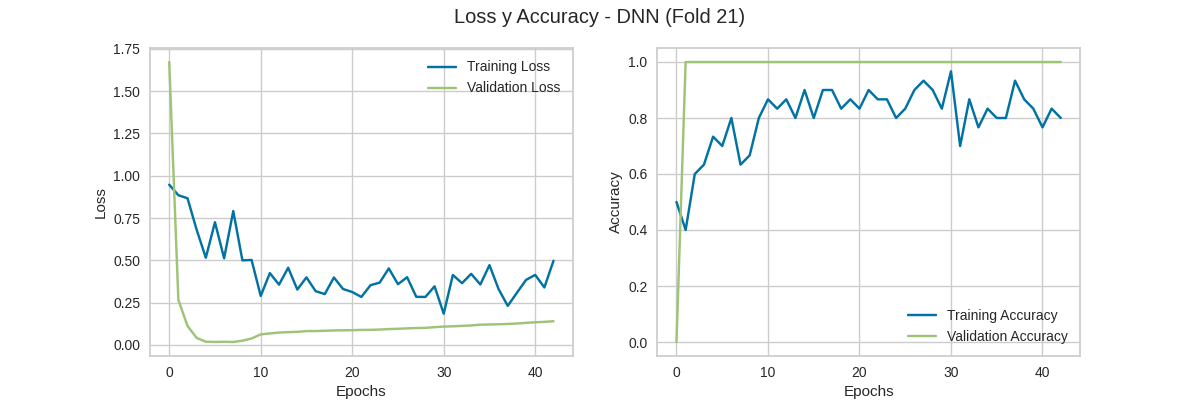 Loss y Accuracy - DNN (Fold 21)
1.75
1.50
1.25
1.00
0.75
0.50
0.25
0.00
Loss
Training Loss
Validation Loss
0 10 20 30 40
Epochs
1.0
0.8
0.6
0.4
0.2
0.0
Accuracy
Training Accuracy
Validation Accuracy
0 10 20 30 40
Epochs